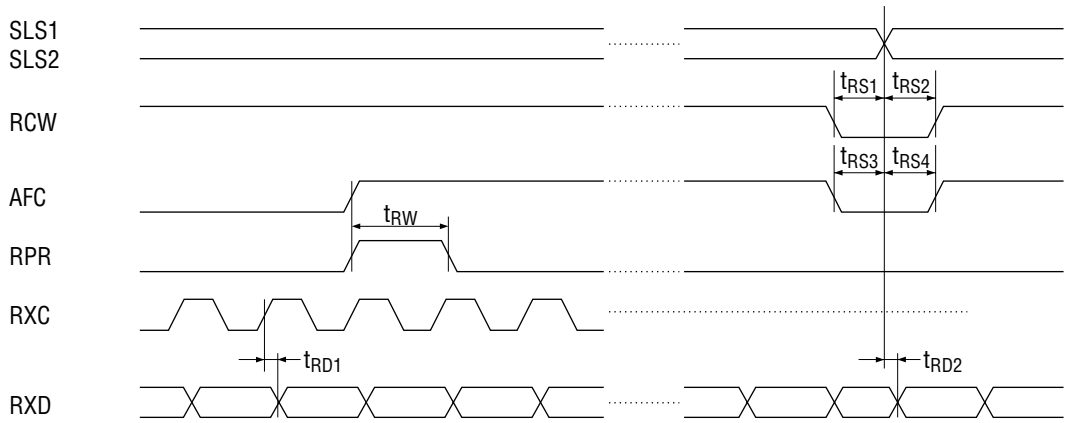 SLS1
SLS2
tRS1 tRS2
RCW
tRS3 tRS4
AFC
tRW
RPR
RXC
tRD1 tRD2
RXD